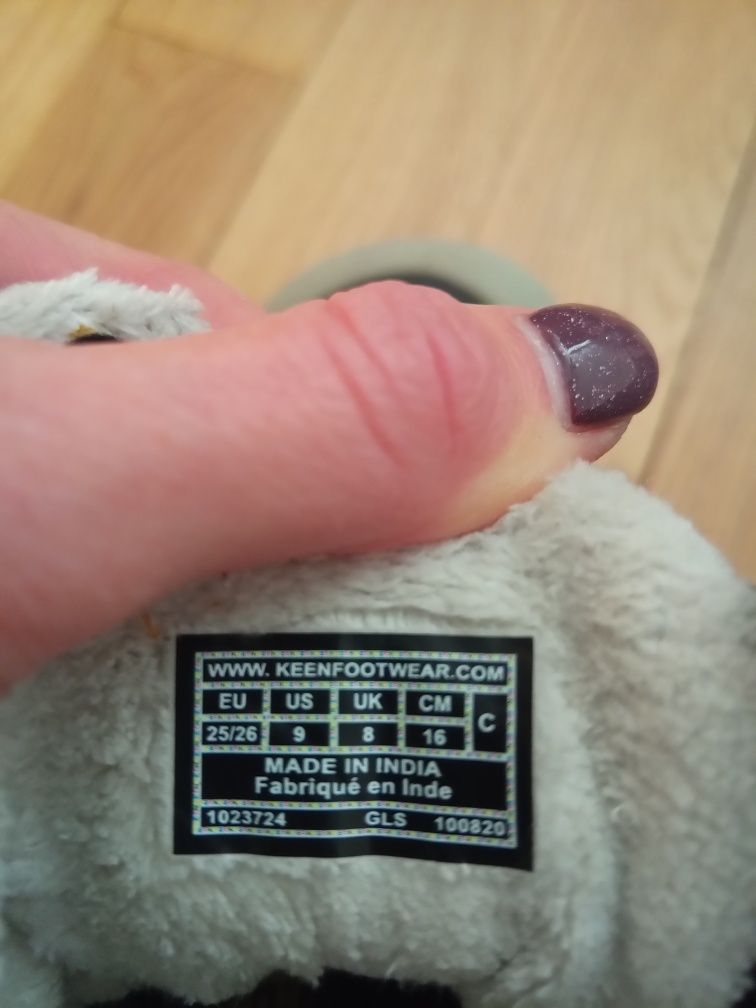 WWW. KEENFOOTWEAR.COM
EU US UK CM C
25/26 9 8 16
MADE IN INDIA
Fabriqué en Inde
1023724 GLS 100820